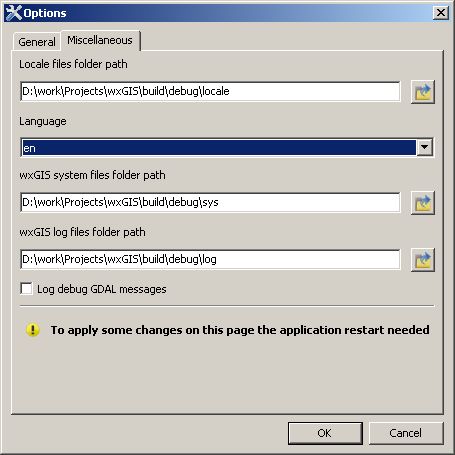 Options
General
Miscellaneous
Locale files folder path
D:\work\Projects\wxGIS\build\debug\locale
Language
en
wxGIS system files folder path
D:\work\Projects\wxGIS\build\debug\sys
wxGIS log files folder path
D:\work\Projects\wxGIS\build\debug\log
Log debug GDAL messages
To apply some changes on this page the application restart needed
OK
Cancel